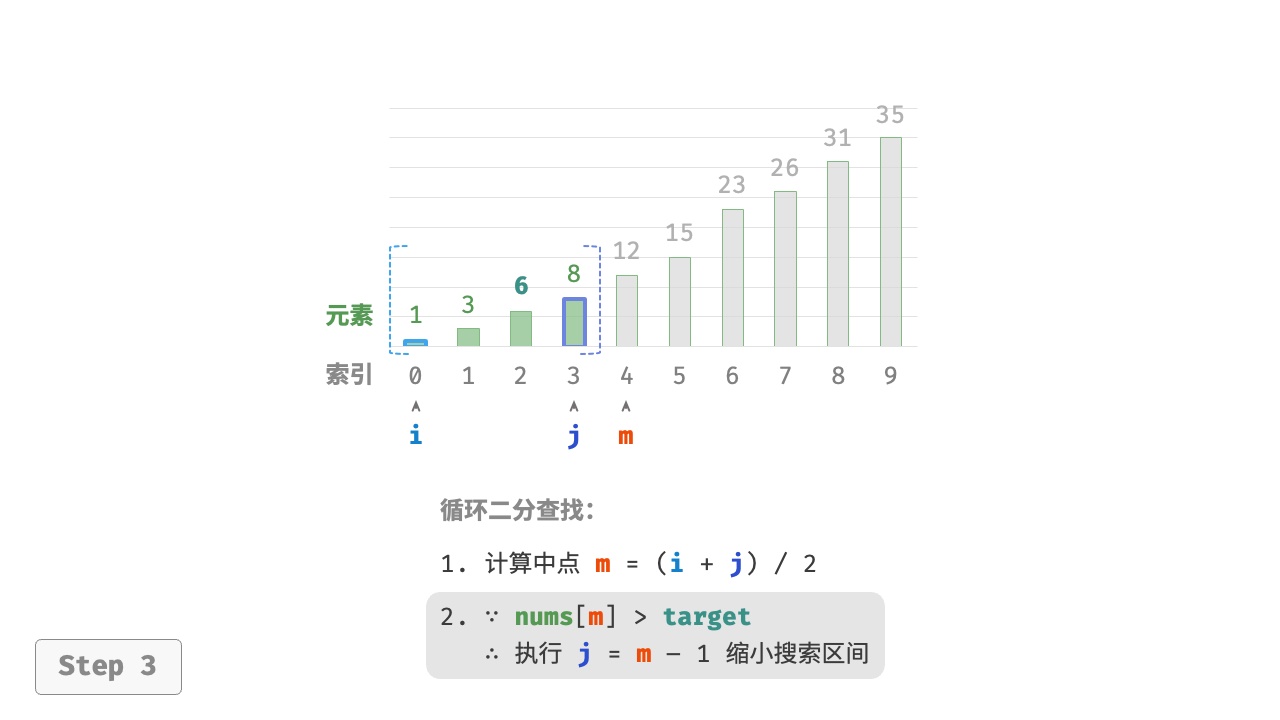 35
31
26
23
15
12
8
6
3
元素 1
索引 0 1 2 3 4 5 6 7 8 9
i j m
循环二分查找：
1. 计算中点 m = (i + j) / 2
2. ∵ nums[m] > target
∴ 执行 j = m − 1 缩小搜索区间
Step 3